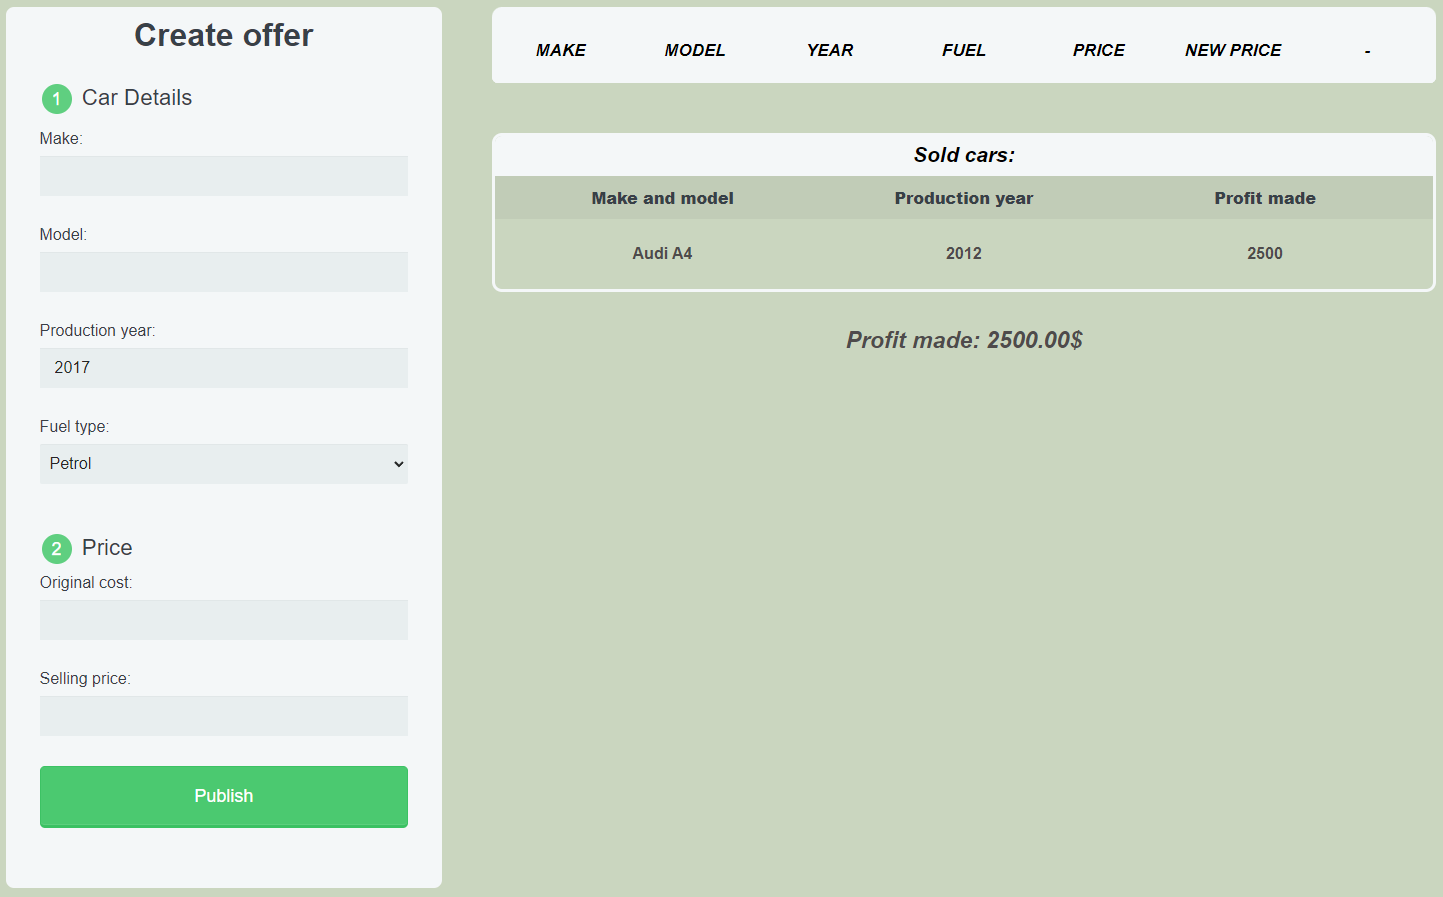 Create offer
1 Car Details
Make:
Model:
Production year:
2017
Fuel type:
Petrol
2 Price
Original cost:
Selling price:
Publish
MAKE MODEL YEAR FUEL PRICE NEW PRICE -
Sold cars:
Make and model Production year Profit made
Audi A4 2012 2500
Profit made: 2500.00$